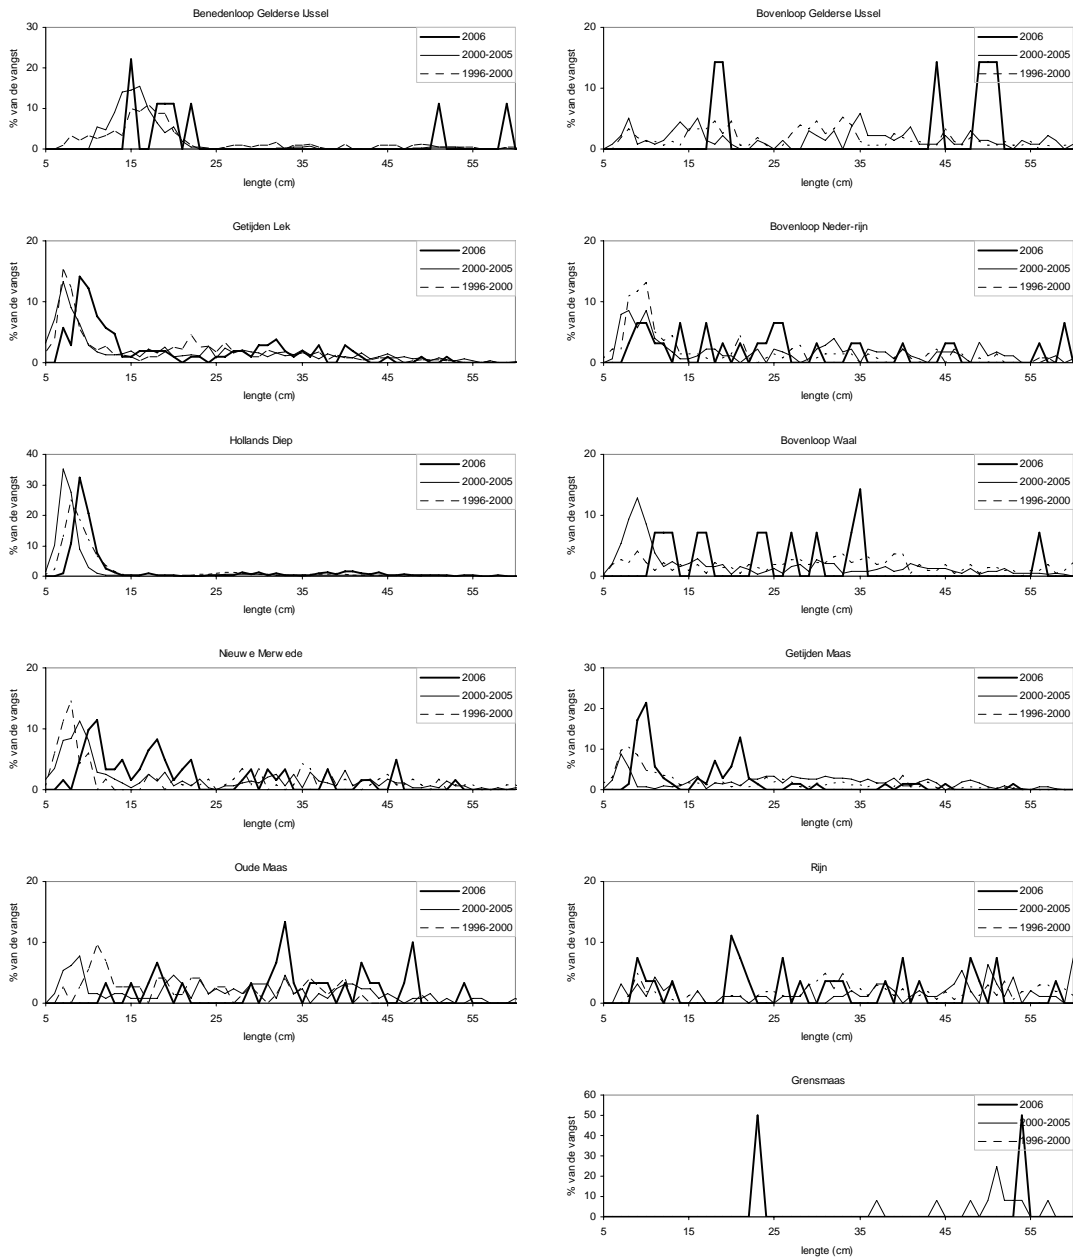 Benedenloop Gelderse IJssel
% van de vangst
30
20
10
0
5 15 25 35 45 55
lengte (cm)
2006
2000-2005
1996-2000
Bovenloop Gelderse IJssel
% van de vangst
20
10
0
5 15 25 35 45 55
lengte (cm)
2006
2000-2005
1996-2000
Getijden Lek
% van de vangst
20
10
0
5 15 25 35 45 55
lengte (cm)
2006
2000-2005
1996-2000
Bovenloop Neder-rijn
% van de vangst
20
10
0
5 15 25 35 45 55
lengte (cm)
2006
2000-2005
1996-2000
Hollands Diep
% van de vangst
40
30
20
10
0
5 15 25 35 45 55
lengte (cm)
2006
2000-2005
1996-2000
Bovenloop Waal
% van de vangst
20
10
0
5 15 25 35 45 55
lengte (cm)
2006
2000-2005
1996-2000
Nieuwe Merwede
% van de vangst
20
10
0
5 15 25 35 45 55
lengte (cm)
2006
2000-2005
1996-2000
Getijden Maas
% van de vangst
30
20
10
0
5 15 25 35 45 55
lengte (cm)
2006
2000-2005
1996-2000
Oude Maas
% van de vangst
20
10
0
5 15 25 35 45 55
lengte (cm)
2006
2000-2005
1996-2000
Rijn
% van de vangst
20
10
0
5 15 25 35 45 55
lengte (cm)
2006
2000-2005
1996-2000
Grensmaas
% van de vangst
60
50
40
30
20
10
0
5 15 25 35 45 55
lengte (cm)
2006
2000-2005
1996-2000